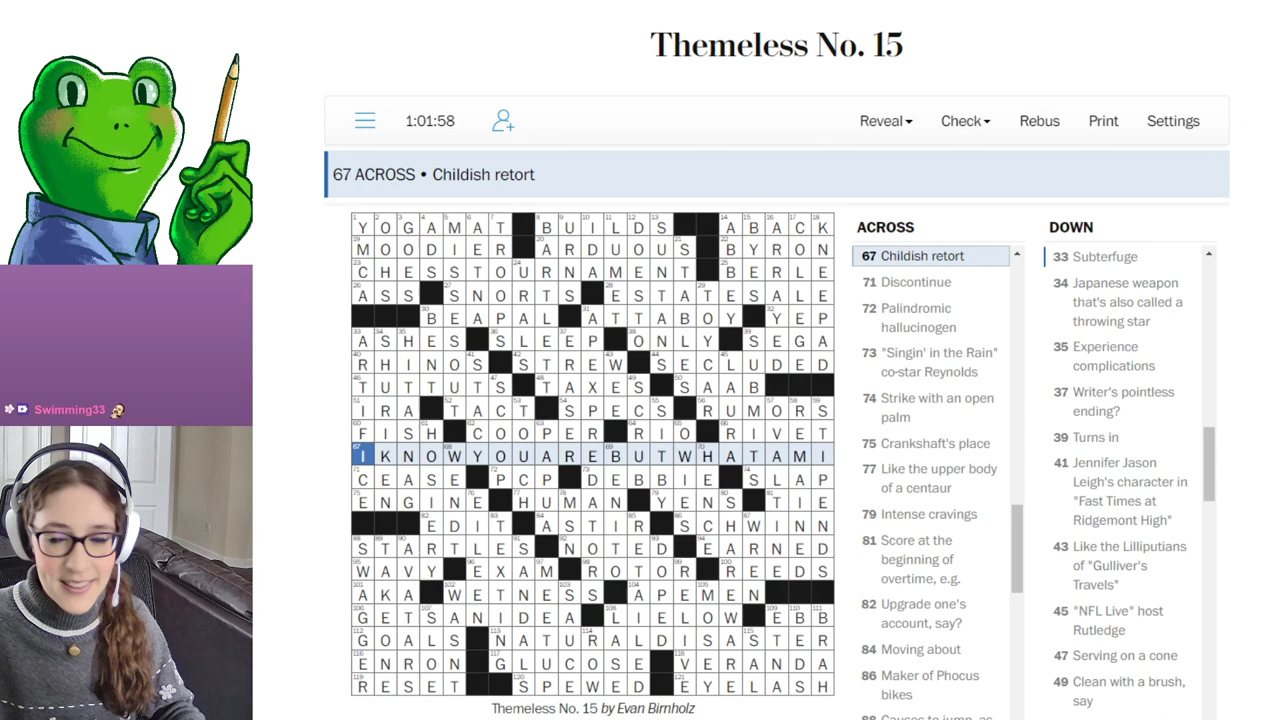 Themeless No. 15
1:01:58
Reveal
Check
Rebus
Print
Settings
67 ACROSS • Childish retort
YOGAMAT BUILDS ABACK
MOODIER ARDUOUS BYRON
CHESSTOURNAMENT BERLE
ASS SNORTS ESTATESALE
BEAPAL ATTABOY YEP
ASHES SLEEP ONLY SEGA
RHINOS STREW SECLUDED
TUTTUTS TAXES SAAB
IRA TACT SPECS RUMORS
FISH COOPER RIO RIVET
IKNOWYOUAREBUTWHATAMI
CEASE PCP DEBBIE SLAP
ENGINE HUMAN YENS TIE
EDIT ASTIR SCHWINN
STARTLES NOTED EARNED
WAVY EXAM ROTOR REEDS
AKA WETNESS APEMEN
GETSANIDEA LIELOW EBB
GOALS NATURALDISASTER
ENRON GLUCOSE VERANDA
RESET SPEWED EYELASH
Themeless No. 15 by Evan Birnholz
ACROSS
67 Childish retort
71 Discontinue
72 Palindromic
hallucinogen
73 "Singin' in the Rain"
co-star Reynolds
74 Strike with an open
palm
75 Crankshaft's place
77 Like the upper body
of a centaur
79 Intense cravings
81 Score at the
beginning of
overtime, e.g.
82 Upgrade one's
account, say?
84 Moving about
86 Maker of Phocus
bikes
88 Causes to jump, as
DOWN
33 Subterfuge
34 Japanese weapon
that's also called a
throwing star
35 Experience
complications
37 Writer's pointless
ending?
39 Turns in
41 Jennifer Jason
Leigh's character in
"Fast Times at
Ridgemont High"
43 Like the Lilliputians
of "Gulliver's
Travels"
45 "NFL Live" host
Rutledge
47 Serving on a cone
49 Clean with a brush,
say
Swimming33